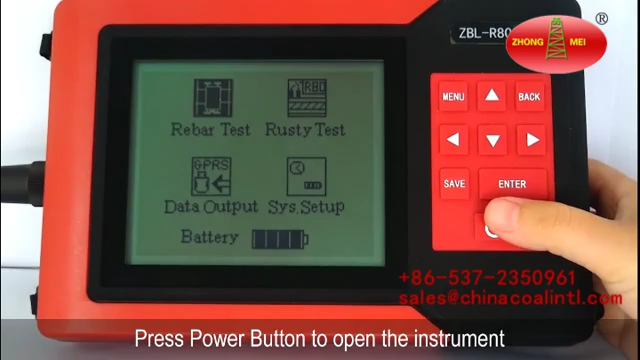 ZBL-R80
ZHONG MEI
®
R80
Rebar Test Rusty Test
GPRS
Data Output Sys.Setup
Battery
MENU
BACK
SAVE
ENTER
+86-537-2350961
sales@chinacoalintl.com
Press Power Button to open the instrument